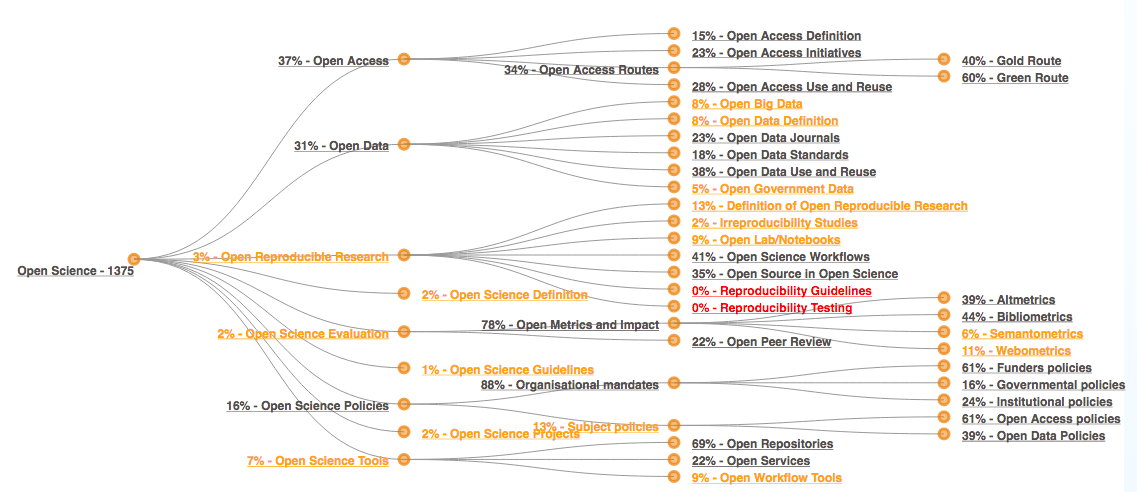 Open Science - 1375
37% - Open Access
15% - Open Access Definition
23% - Open Access Initiatives
34% - Open Access Routes
40% - Gold Route
60% - Green Route
28% - Open Access Use and Reuse
31% - Open Data
8% - Open Big Data
8% - Open Data Definition
23% - Open Data Journals
18% - Open Data Standards
38% - Open Data Use and Reuse
5% - Open Government Data
3% - Open Reproducible Research
13% - Definition of Open Reproducible Research
2% - Irreproducibility Studies
9% - Open Lab/Notebooks
41% - Open Science Workflows
35% - Open Source in Open Science
0% - Reproducibility Guidelines
0% - Reproducibility Testing
2% - Open Science Definition
2% - Open Science Evaluation
78% - Open Metrics and Impact
39% - Altmetrics
44% - Bibliometrics
6% - Semantometrics
11% - Webometrics
22% - Open Peer Review
1% - Open Science Guidelines
16% - Open Science Policies
88% - Organisational mandates
61% - Funders policies
16% - Governmental policies
24% - Institutional policies
13% - Subject policies
61% - Open Access policies
39% - Open Data Policies
2% - Open Science Projects
7% - Open Science Tools
69% - Open Repositories
22% - Open Services
9% - Open Workflow Tools